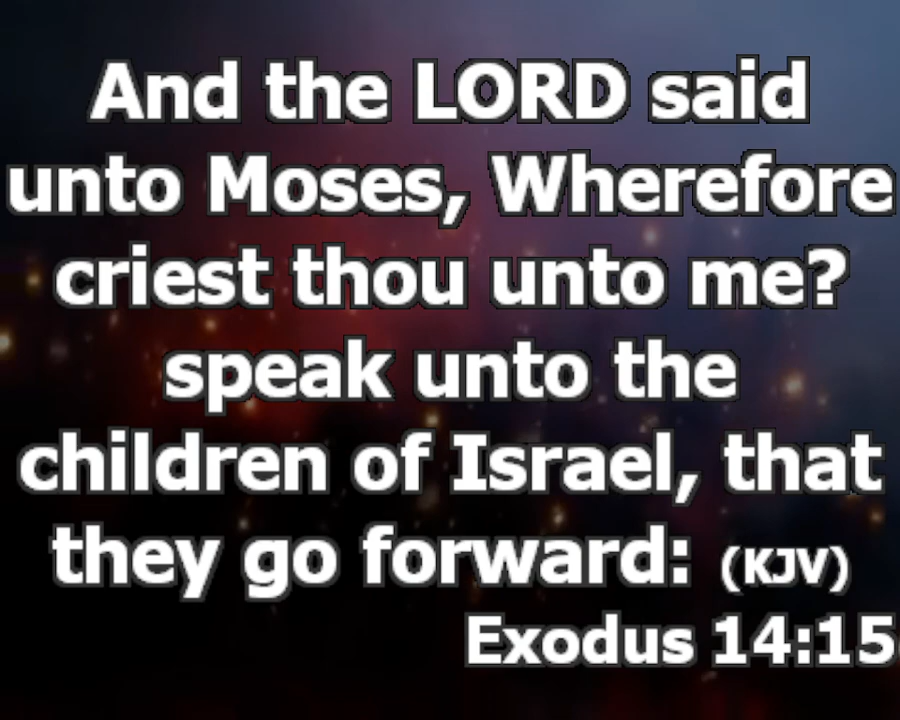 And the LORD said
unto Moses, Wherefore
criest thou unto me?
speak unto the
children of Israel, that
they go forward: (KJV)
Exodus 14:15